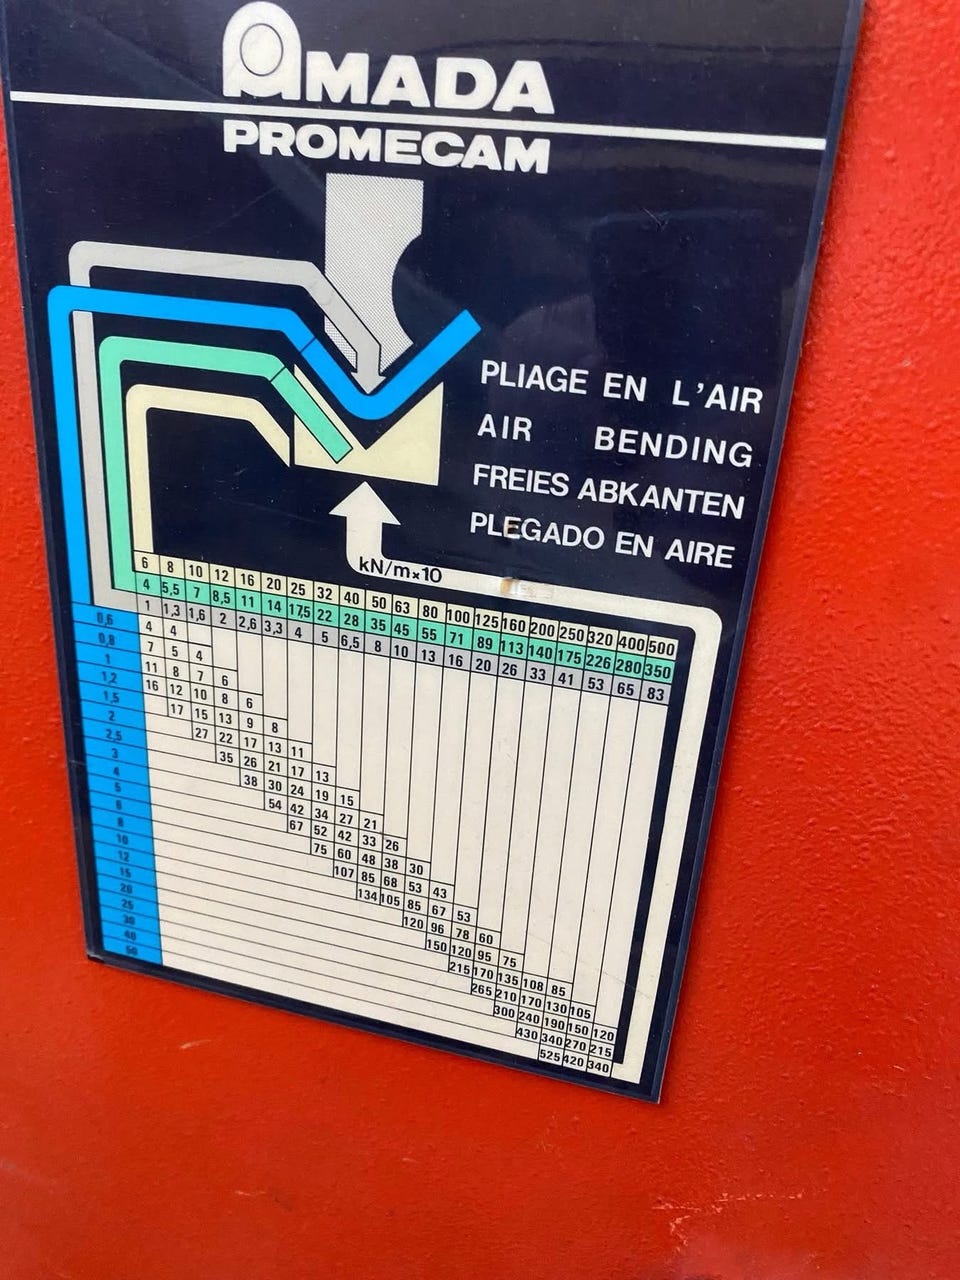 AMADA
PROMECAM
PLIAGE EN L'AIR
AIR BENDING
FREIES ABKANTEN
PLEGADO EN AIRE
kN/m×10
6 8 10 12 16 20 25 32 40 50 63 80 100 125 160 200 250 320 400 500
4 5,5 7 8,5 11 14 17,5 22 28 35 45 55 71 89 113 140 175 226 280 350
1 1,3 1,6 2 2,6 3,3 4 5 6,5 8 10 13 16 20 26 33 41 53 65 83
0,6 4 4
0,8 7 5 4
1 11 8 7 6
1,2 16 12 10 8 6
1,5 17 15 13 9 8
2 27 22 17 13 11
2,5 35 26 21 17 13
3 38 30 24 19 15
4 54 42 34 27 21
5 67 52 42 33 26
6 75 60 48 38 30
8 107 85 68 53 43
10 134 105 85 67 53
12 120 96 78 60
15 150 120 95 75
20 215 170 135 108 85
25 265 210 170 130 105
30 300 240 190 150 120
40 430 340 270 215
50 525 420 340